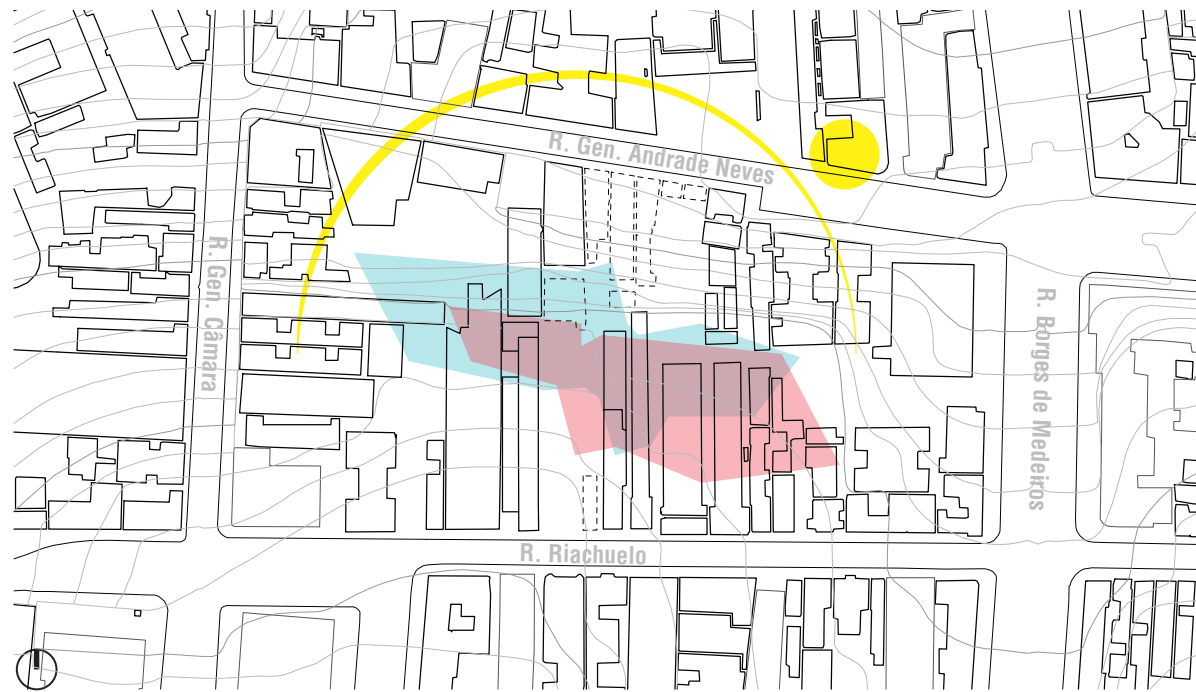 R. Gen. Andrade Neves
R. Gen. Câmara
R. Borges de Medeiros
R. Riachuelo